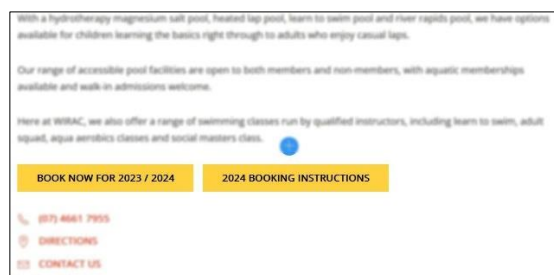 With a hydrotherapy magnesium salt pool, heated lap pool, learn to swim pool and river rapids pool, we have options
available for children learning the basics right through to adults who enjoy casual laps.
Our range of accessible pool facilities are open to both members and non-members, with aquatic memberships
available and walk-in admissions welcome.
Here at WIRAC, we also offer a range of swimming classes run by qualified instructors, including learn to swim, adult
squad, aqua aerobics classes and social masters class.
BOOK NOW FOR 2023 / 2024 2024 BOOKING INSTRUCTIONS
(07) 4661 7955
DIRECTIONS
CONTACT US